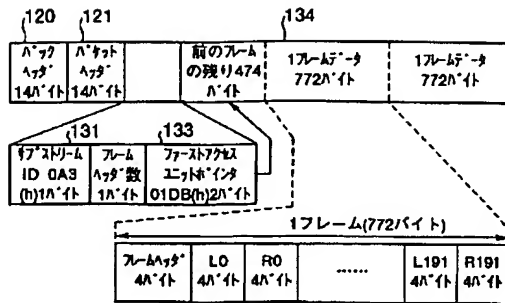 120
121
134
ﾊﾟｯｸ
ﾍｯﾀﾞ
14ﾊﾞｲﾄ
ﾊﾟｹｯﾄ
ﾍｯﾀﾞ
14ﾊﾞｲﾄ
前のﾌﾚｰﾑ
の残り474
ﾊﾞｲﾄ
1ﾌﾚｰﾑﾃﾞｰﾀ
772ﾊﾞｲﾄ
1ﾌﾚｰﾑﾃﾞｰﾀ
772ﾊﾞｲﾄ
131
133
ｻﾌﾞｽﾄﾘｰﾑ
ID 0A3
(h)1ﾊﾞｲﾄ
ﾌﾚｰﾑ
ﾍｯﾀﾞ数
1ﾊﾞｲﾄ
ﾌｧｰｽﾄｱｸｾｽ
ﾕﾆｯﾄﾎﾟｲﾝﾀ
01DB(h)2ﾊﾞｲﾄ
1フレーム(772ﾊﾞｲﾄ)
ﾌﾚｰﾑﾍｯﾀﾞ
4ﾊﾞｲﾄ
L0
4ﾊﾞｲﾄ
R0
4ﾊﾞｲﾄ
……
L191
4ﾊﾞｲﾄ
R191
4ﾊﾞｲﾄ